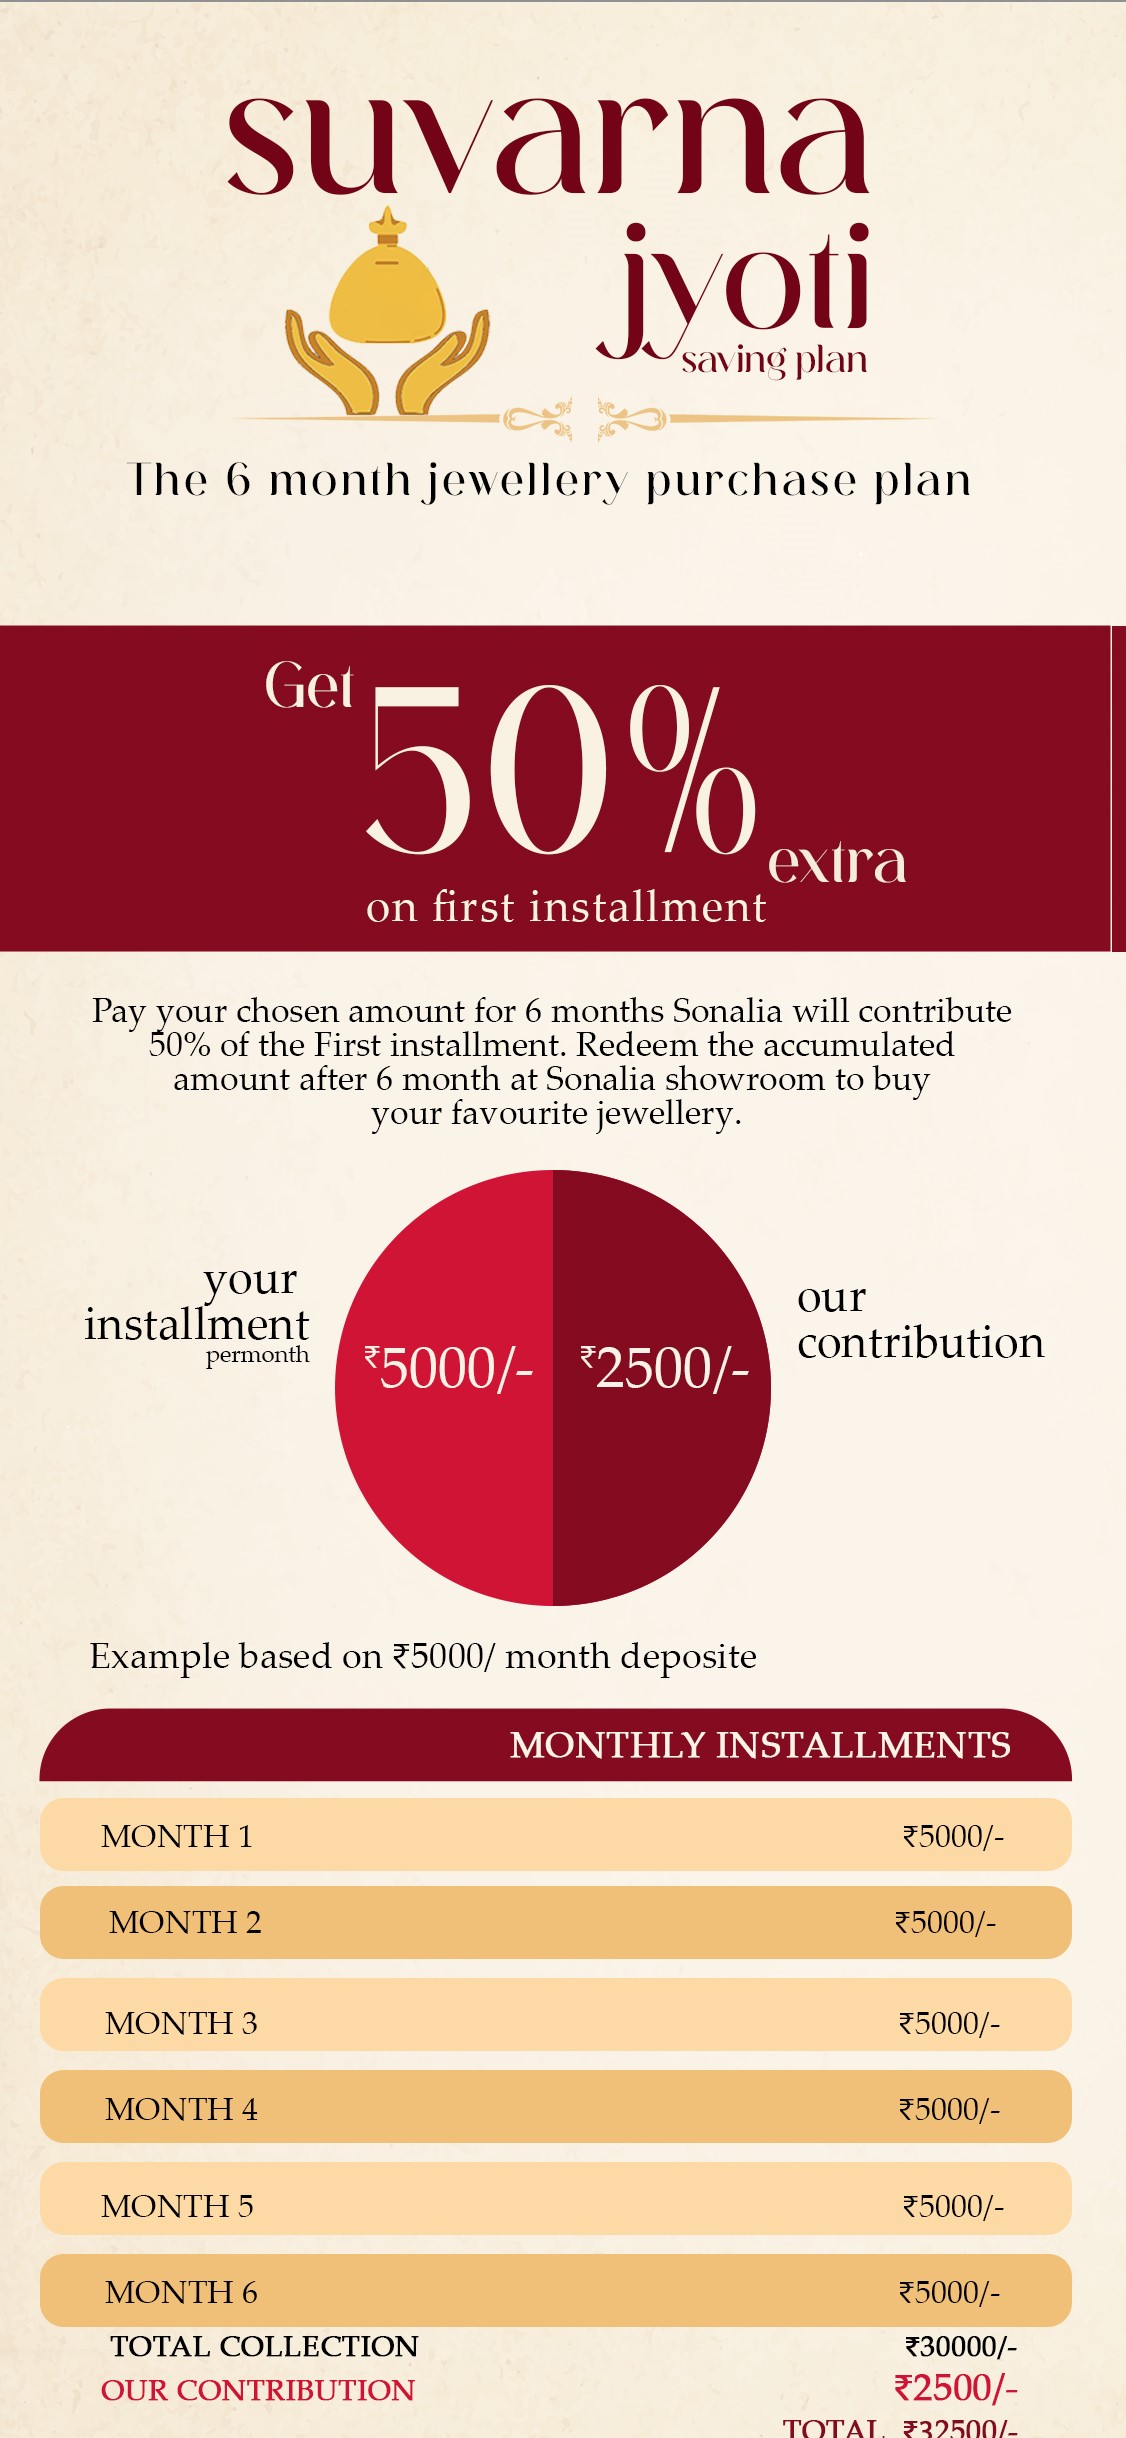 suvarna
jyoti
saving plan
The 6 month jewellery purchase plan
Get 50% extra
on first installment
Pay your chosen amount for 6 months Sonalia will contribute
50% of the First installment. Redeem the accumulated
amount after 6 month at Sonalia showroom to buy
your favourite jewellery.
your
installment
permonth
₹5000/-
₹2500/-
our
contribution
Example based on ₹5000/ month deposite
MONTHLY INSTALLMENTS
MONTH 1 ₹5000/-
MONTH 2 ₹5000/-
MONTH 3 ₹5000/-
MONTH 4 ₹5000/-
MONTH 5 ₹5000/-
MONTH 6 ₹5000/-
TOTAL COLLECTION ₹30000/-
OUR CONTRIBUTION ₹2500/-
TOTAL ₹32500/-